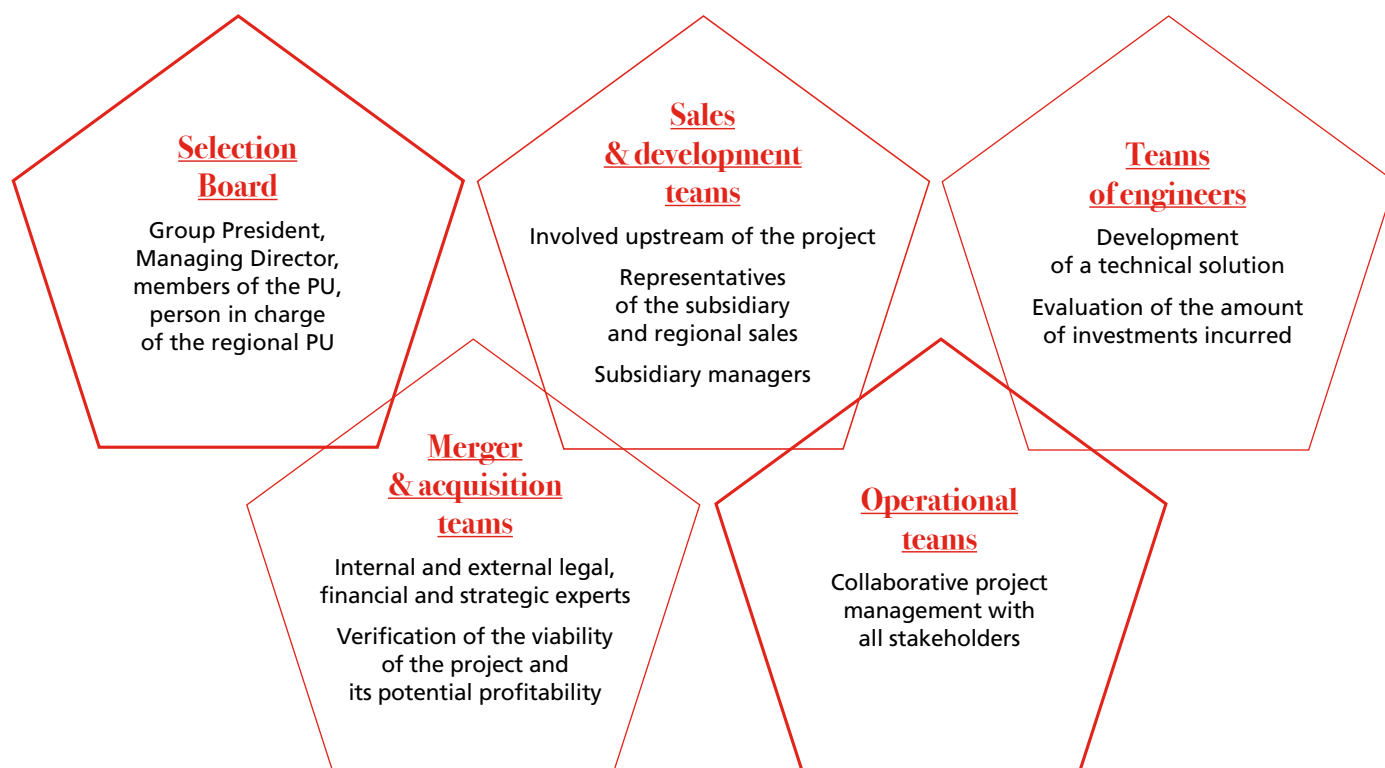 Selection
Board
Group President,
Managing Director,
members of the PU,
person in charge
of the regional PU
Sales
& development
teams
Involved upstream of the project
Representatives
of the subsidiary
and regional sales
Subsidiary managers
Teams
of engineers
Development
of a technical solution
Evaluation of the amount
of investments incurred
Merger
& acquisition
teams
Internal and external legal,
financial and strategic experts
Verification of the viability
of the project and
its potential profitability
Operational
teams
Collaborative project
management with
all stakeholders